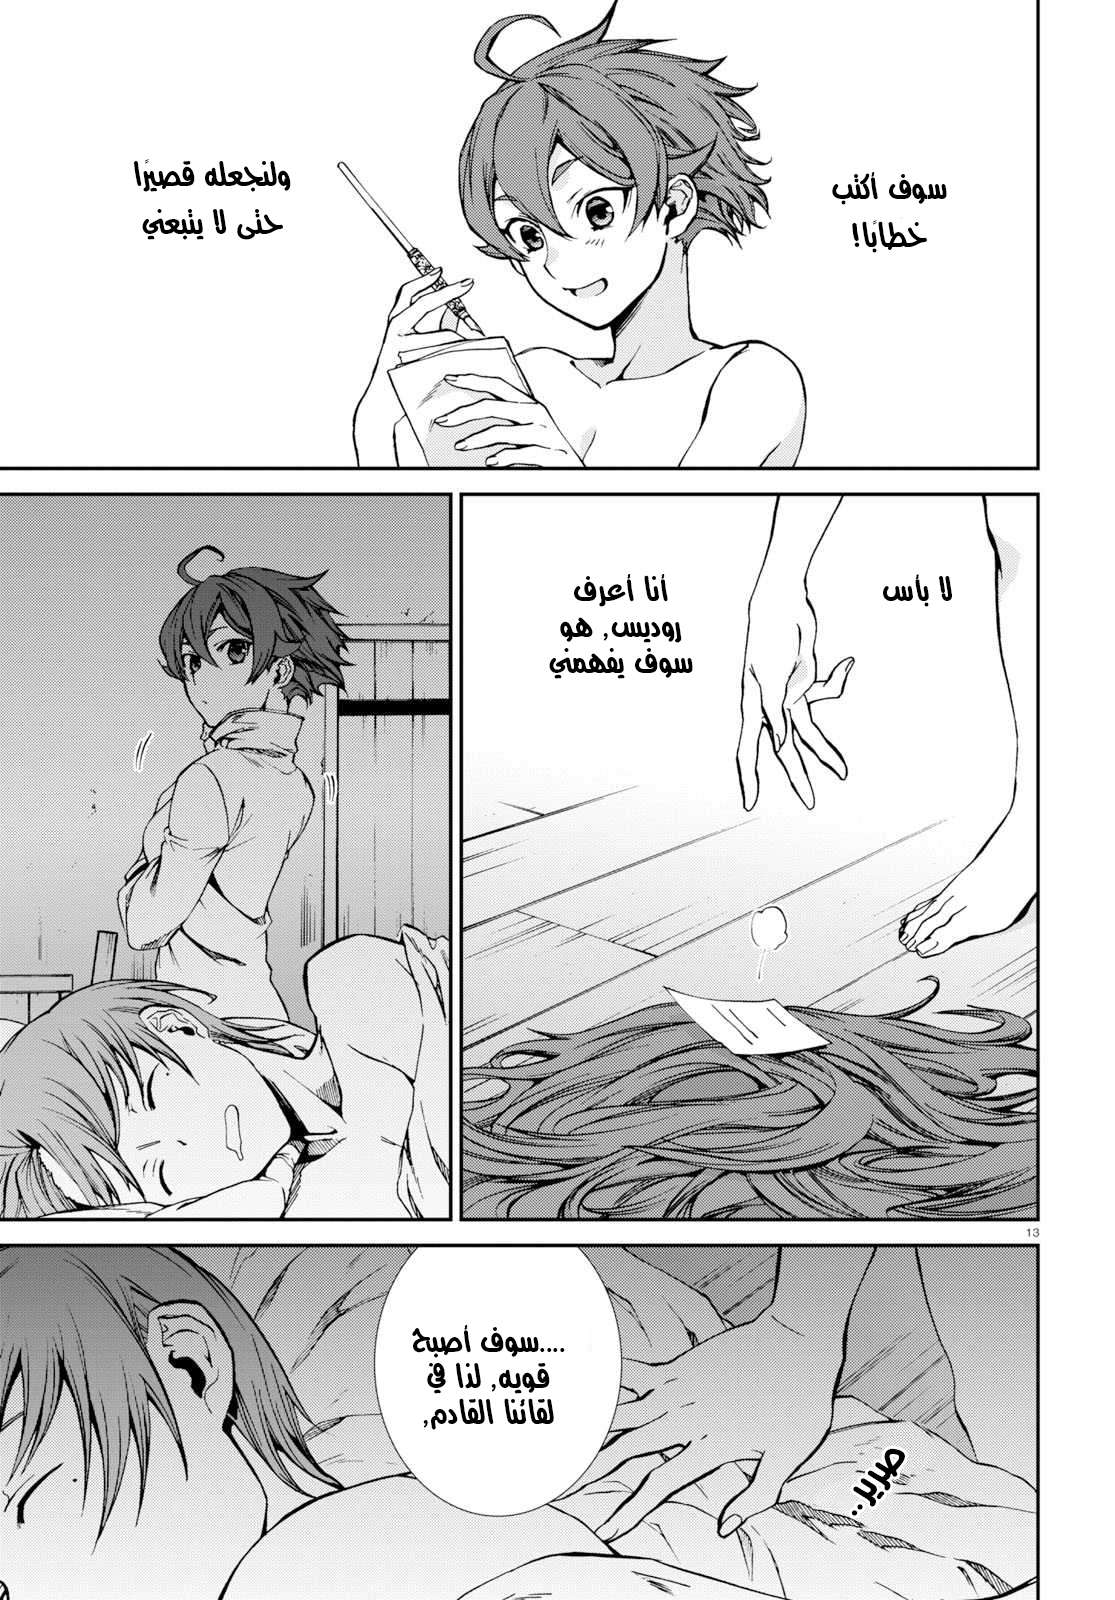 سوف أكتب
خطابًا!
ولنجعله قصيرًا
حتى لا يتبعني
لا بأس
أنا أعرف
روديس, هو
سوف يفهمني
13
....سوف أصبح
قويه, لذا في
لقائنا القادم,
صرير..